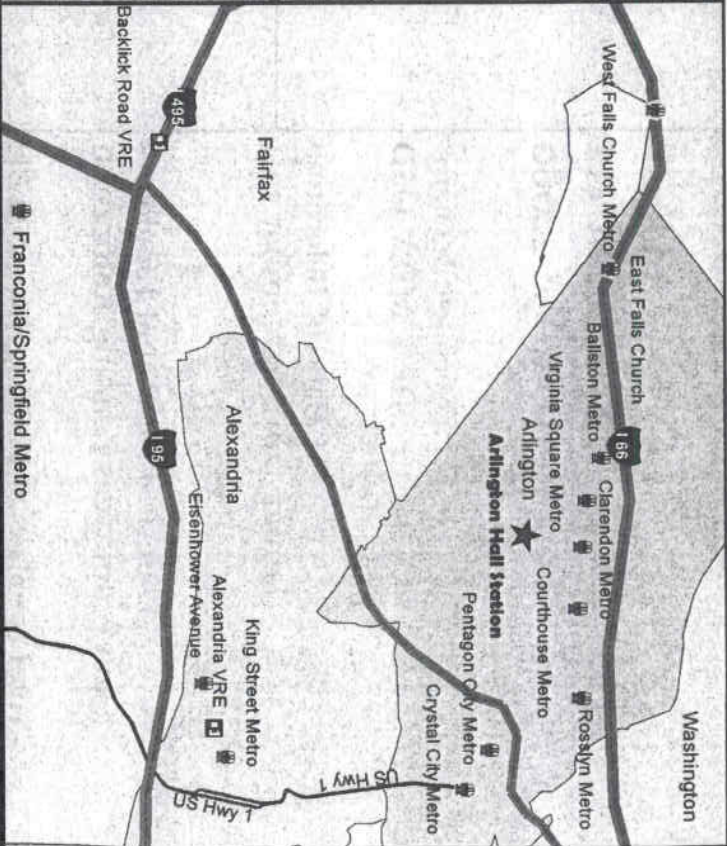 Washington
East Falls Church
I 66
West Falls Church Metro
Clarendon Metro
Ballston Metro
Rosslyn Metro
Virginia Square Metro
Courthouse Metro
Arlington
Arlington Hall Station
Pentagon City Metro
Crystal City Metro
US Hwy 1
Fairfax
King Street Metro
Alexandria
Alexandria VRE
US Hwy 1
Eisenhower Avenue
I 495
I 95
Backlick Road VRE
Franconia/Springfield Metro